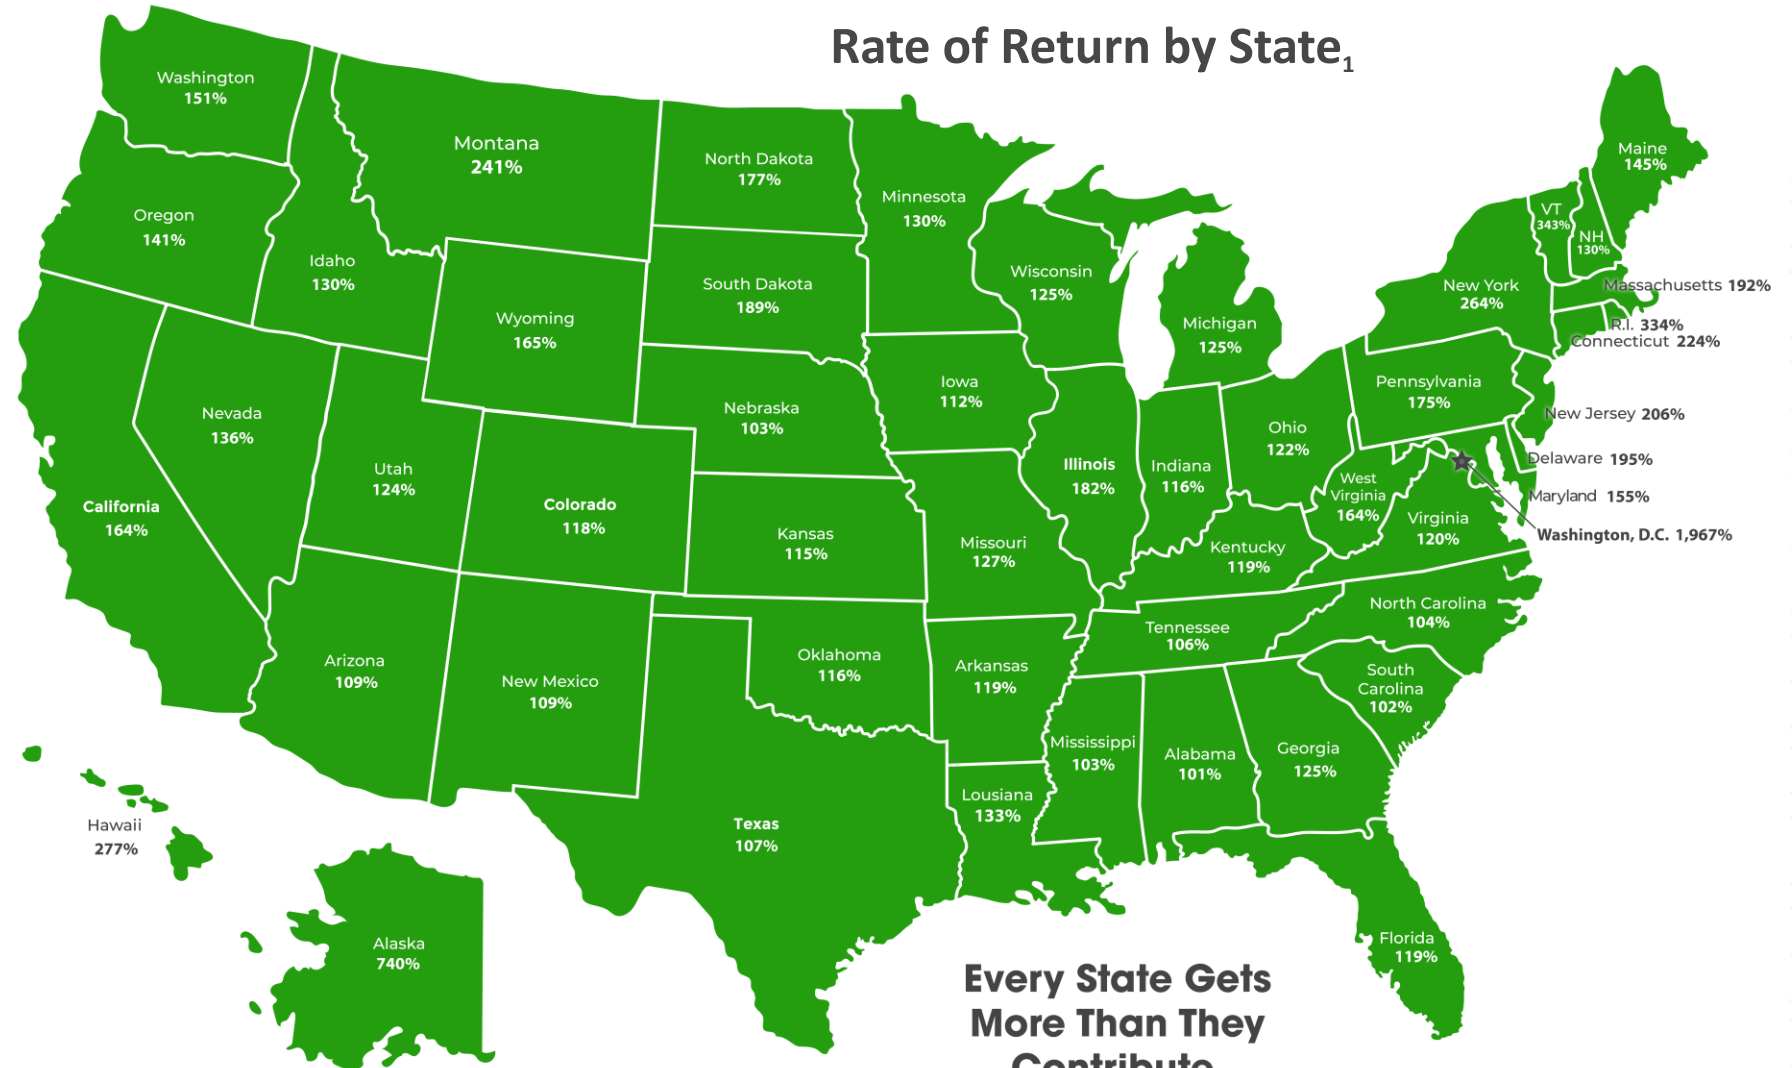 Rate of Return by State1
Washington
151%
Montana
241%
North Dakota
177%
Minnesota
130%
Maine
145%
Oregon
141%
Idaho
130%
VT
343%
NH
130%
Wisconsin
125%
South Dakota
189%
Wyoming
165%
Michigan
125%
New York
264%
Massachusetts 192%
R.I. 334%
Connecticut 224%
Iowa
112%
Pennsylvania
175%
Nebraska
103%
Nevada
136%
New Jersey 206%
Ohio
122%
Utah
124%
Illinois
182%
Indiana
116%
Delaware 195%
West
Virginia
164%
Maryland 155%
California
164%
Colorado
118%
Virginia
120%
Kansas
115%
Missouri
127%
Kentucky
119%
Washington, D.C. 1,967%
North Carolina
104%
Tennessee
106%
Arizona
109%
New Mexico
109%
Oklahoma
116%
Arkansas
119%
South
Carolina
102%
Mississippi
103%
Alabama
101%
Georgia
125%
Lousiana
133%
Hawaii
277%
Texas
107%
Alaska
740%
Florida
119%
Every State Gets
More Than They
Contribute